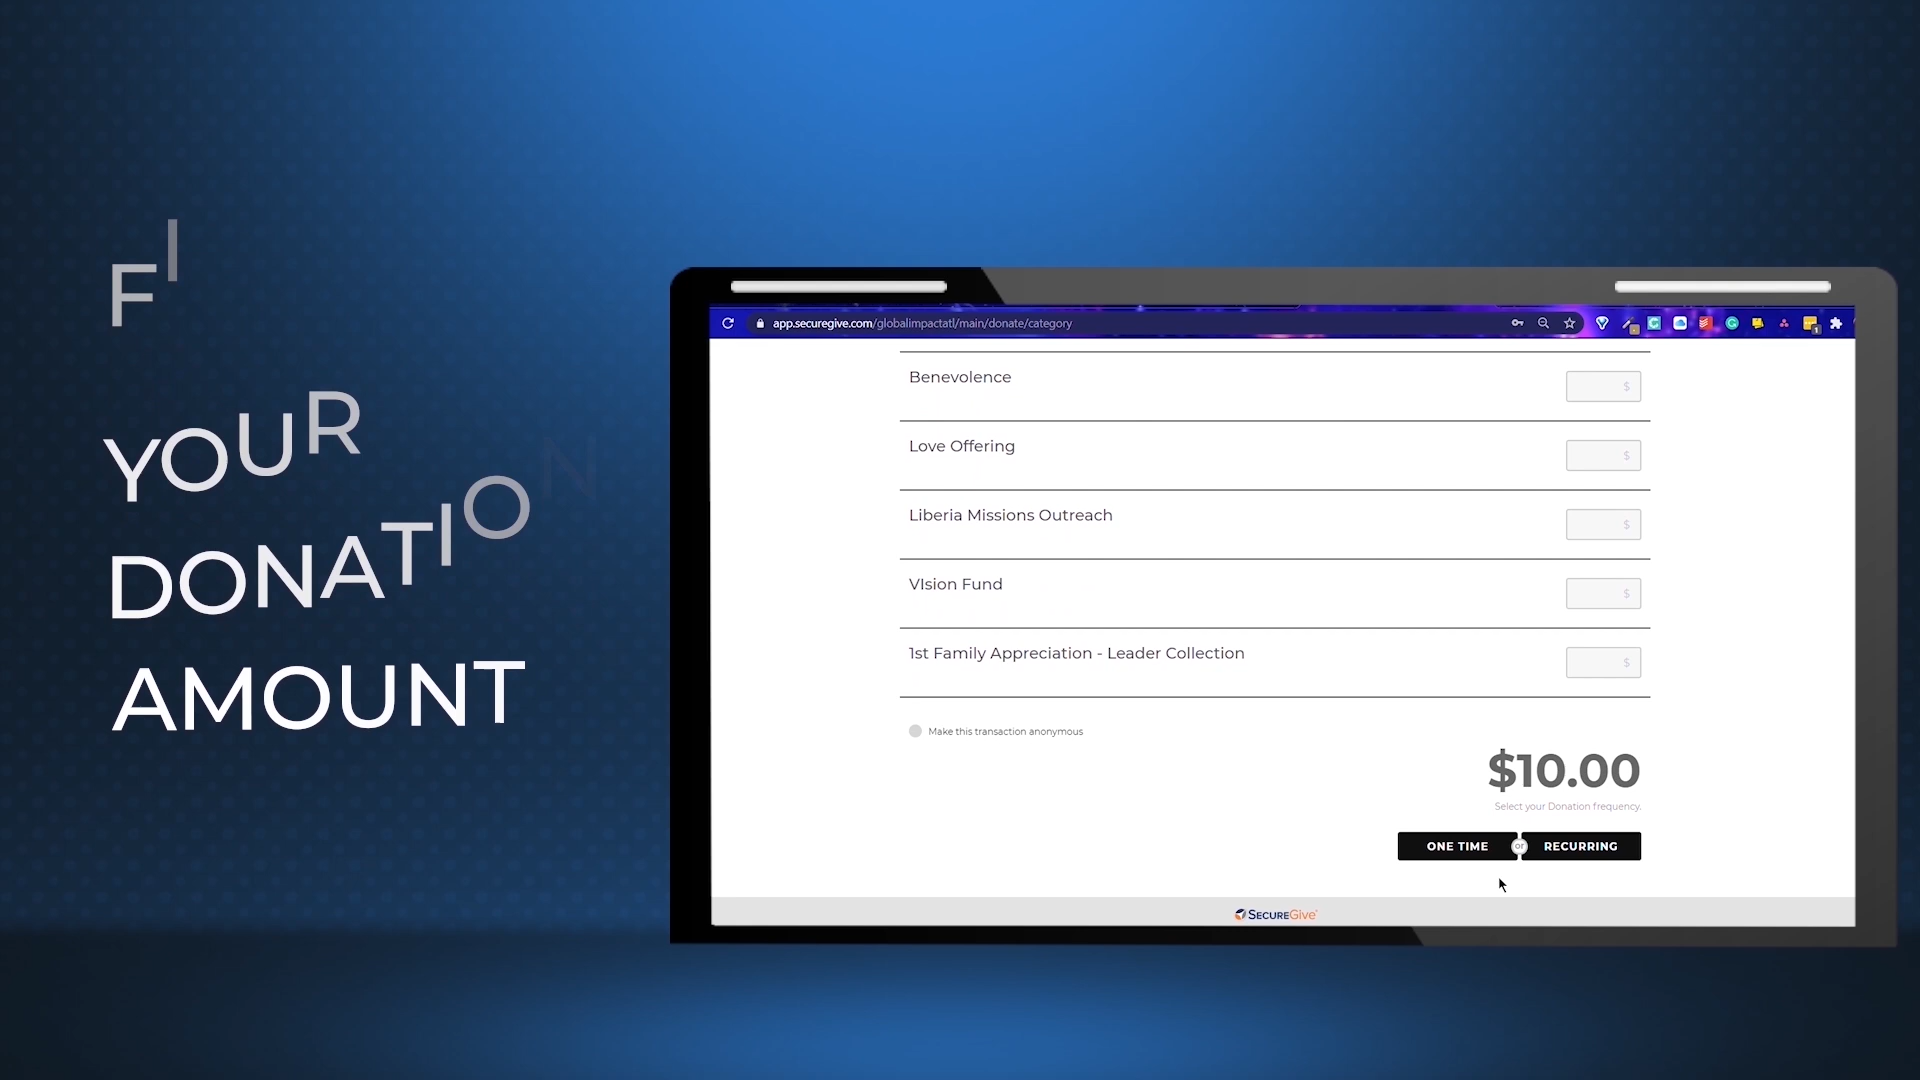 FI
YOUR
DONATION
AMOUNT
app.securegive.com/globalimpactatl/main/donate/category
Benevolence
$
Love Offering
$
Liberia Missions Outreach
$
VIsion Fund
$
1st Family Appreciation - Leader Collection
$
Make this transaction anonymous
$10.00
Select your Donation frequency.
ONE TIME or RECURRING
SECUREGive